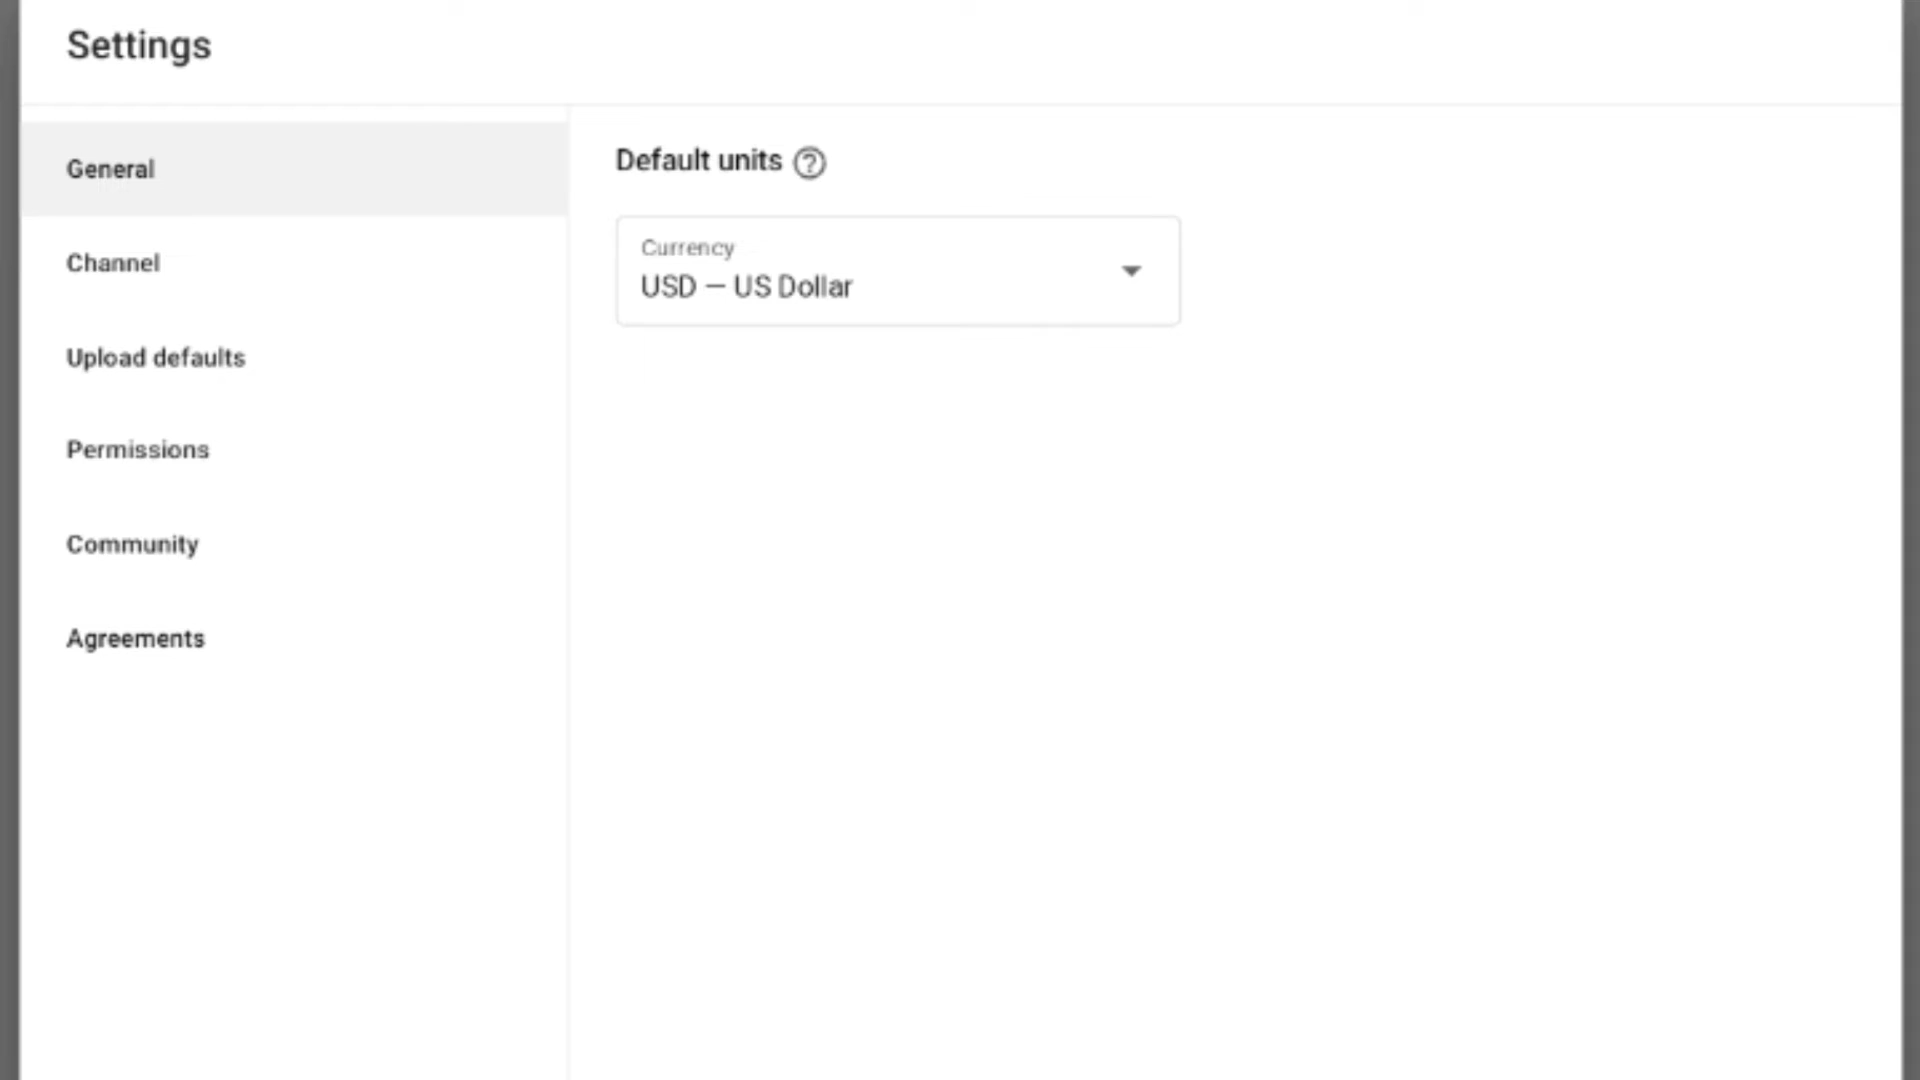 Settings
General
Channel
Upload defaults
Permissions
Community
Agreements
Default units
Currency
USD — US Dollar